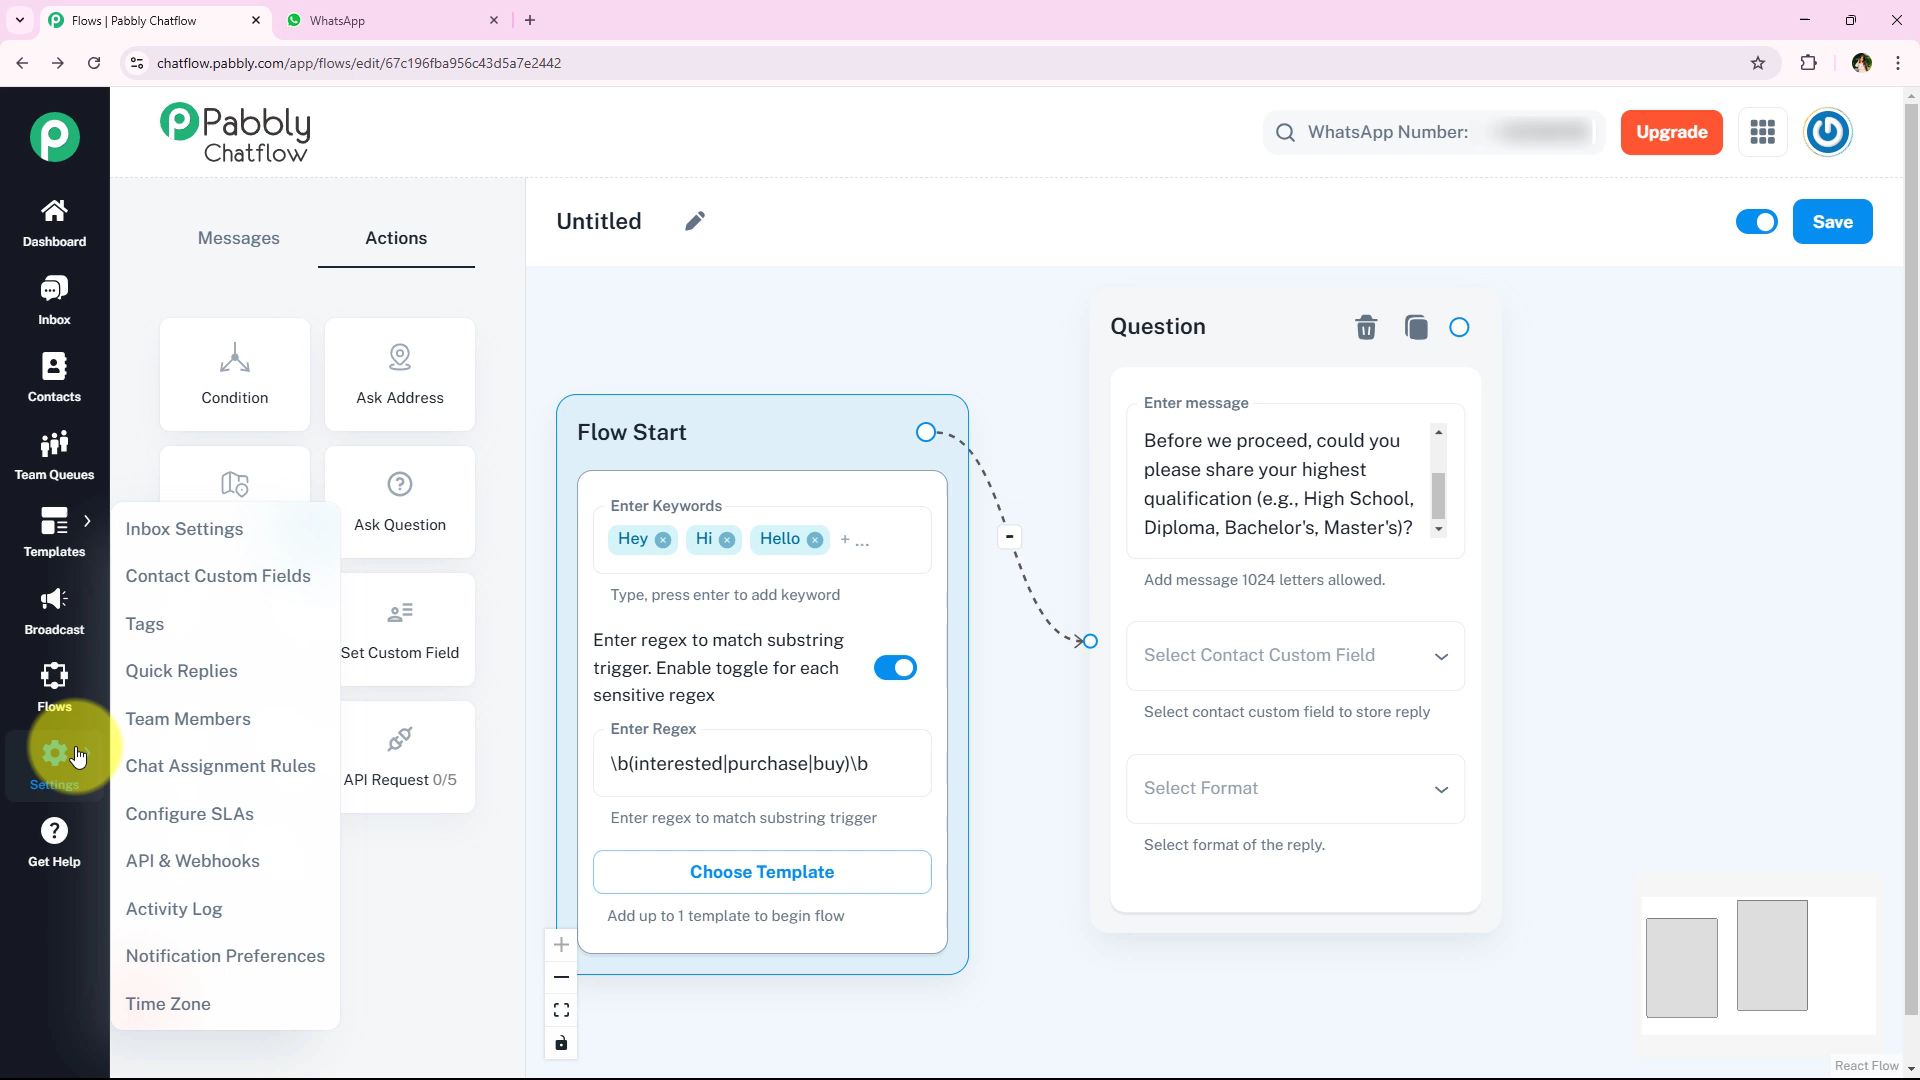 Flows | Pabbly Chatflow
WhatsApp
chatflow.pabbly.com/app/flows/edit/67c196fba956c43d5a7e2442
Pabbly
Chatflow
WhatsApp Number:
Upgrade
Dashboard
Inbox
Contacts
Team Queues
Templates
Broadcast
Flows
Settings
Get Help
Messages
Actions
Condition
Ask Address
Ask Question
Set Custom Field
API Request 0/5
Inbox Settings
Contact Custom Fields
Tags
Quick Replies
Team Members
Chat Assignment Rules
Configure SLAs
API & Webhooks
Activity Log
Notification Preferences
Time Zone
Untitled
Save
Flow Start
Enter Keywords
Hey Hi Hello + ...
Type, press enter to add keyword
Enter regex to match substring
trigger. Enable toggle for each
sensitive regex
Enter Regex
\b(interested|purchase|buy)\b
Enter regex to match substring trigger
Choose Template
Add up to 1 template to begin flow
Question
Enter message
Before we proceed, could you
please share your highest
qualification (e.g., High School,
Diploma, Bachelor's, Master's)?
Add message 1024 letters allowed.
Select Contact Custom Field
Select contact custom field to store reply
Select Format
Select format of the reply.
React Flow